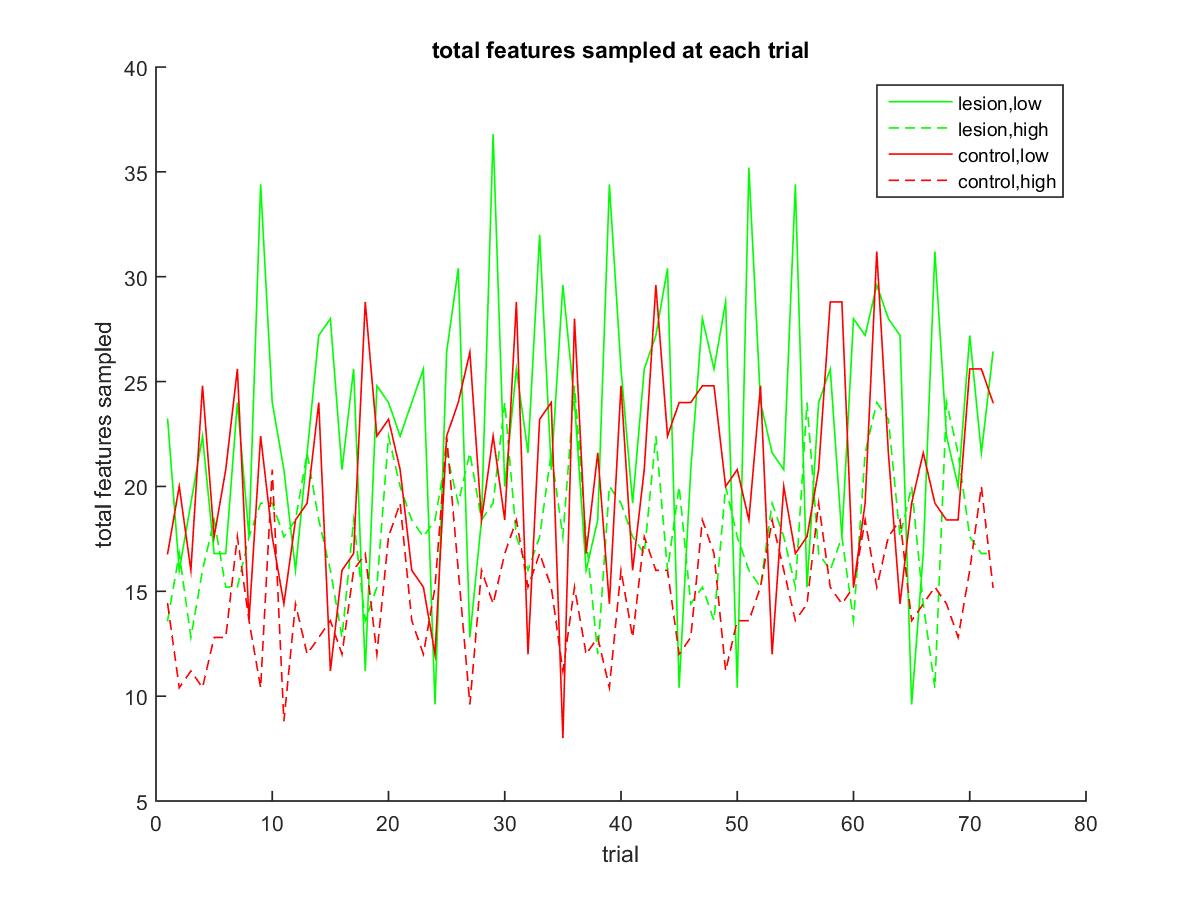 total features sampled at each trial
40
35
30
25
20
15
10
5
total features sampled
0
10
20
30
40
50
60
70
80
trial
lesion,low
lesion,high
control,low
control,high